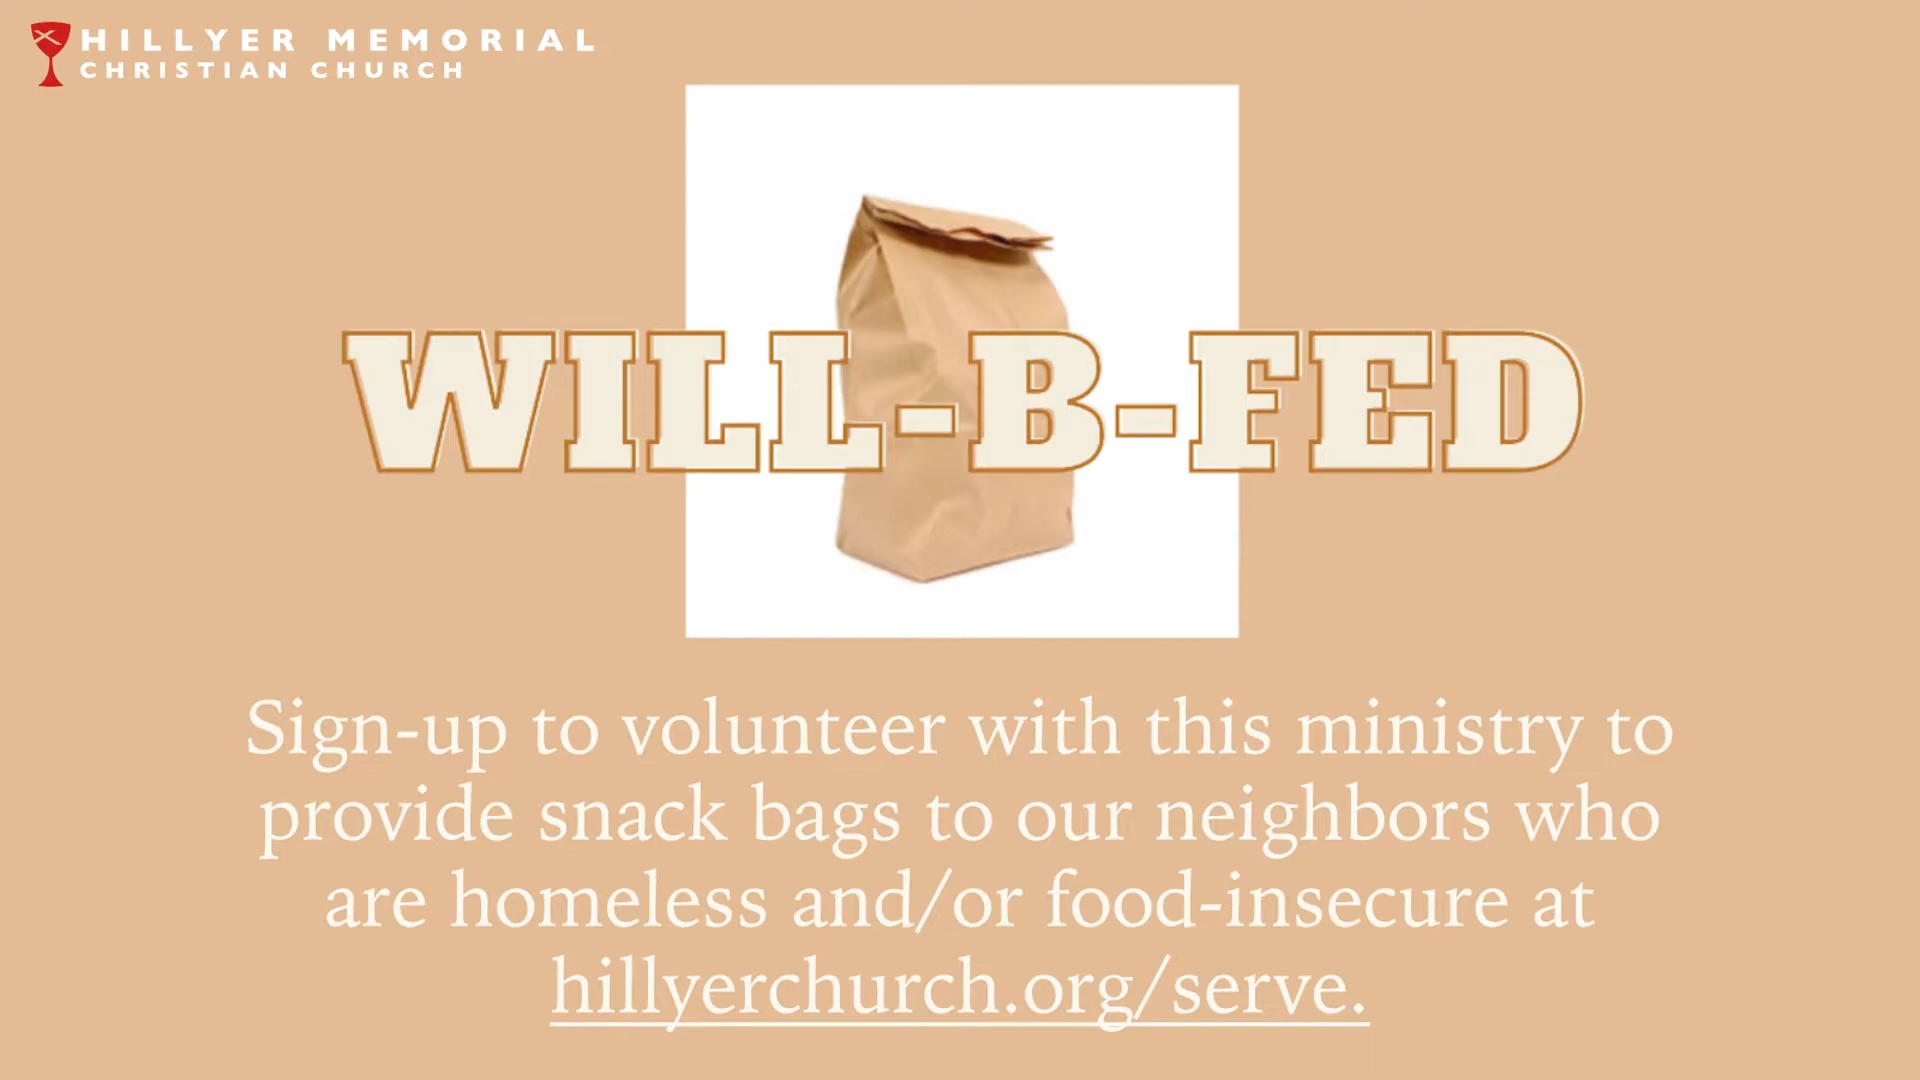 HILLYER MEMORIAL
CHRISTIAN CHURCH
WILL-B-FED
Sign-up to volunteer with this ministry to
provide snack bags to our neighbors who
are homeless and/or food-insecure at
hillyerchurch.org/serve.